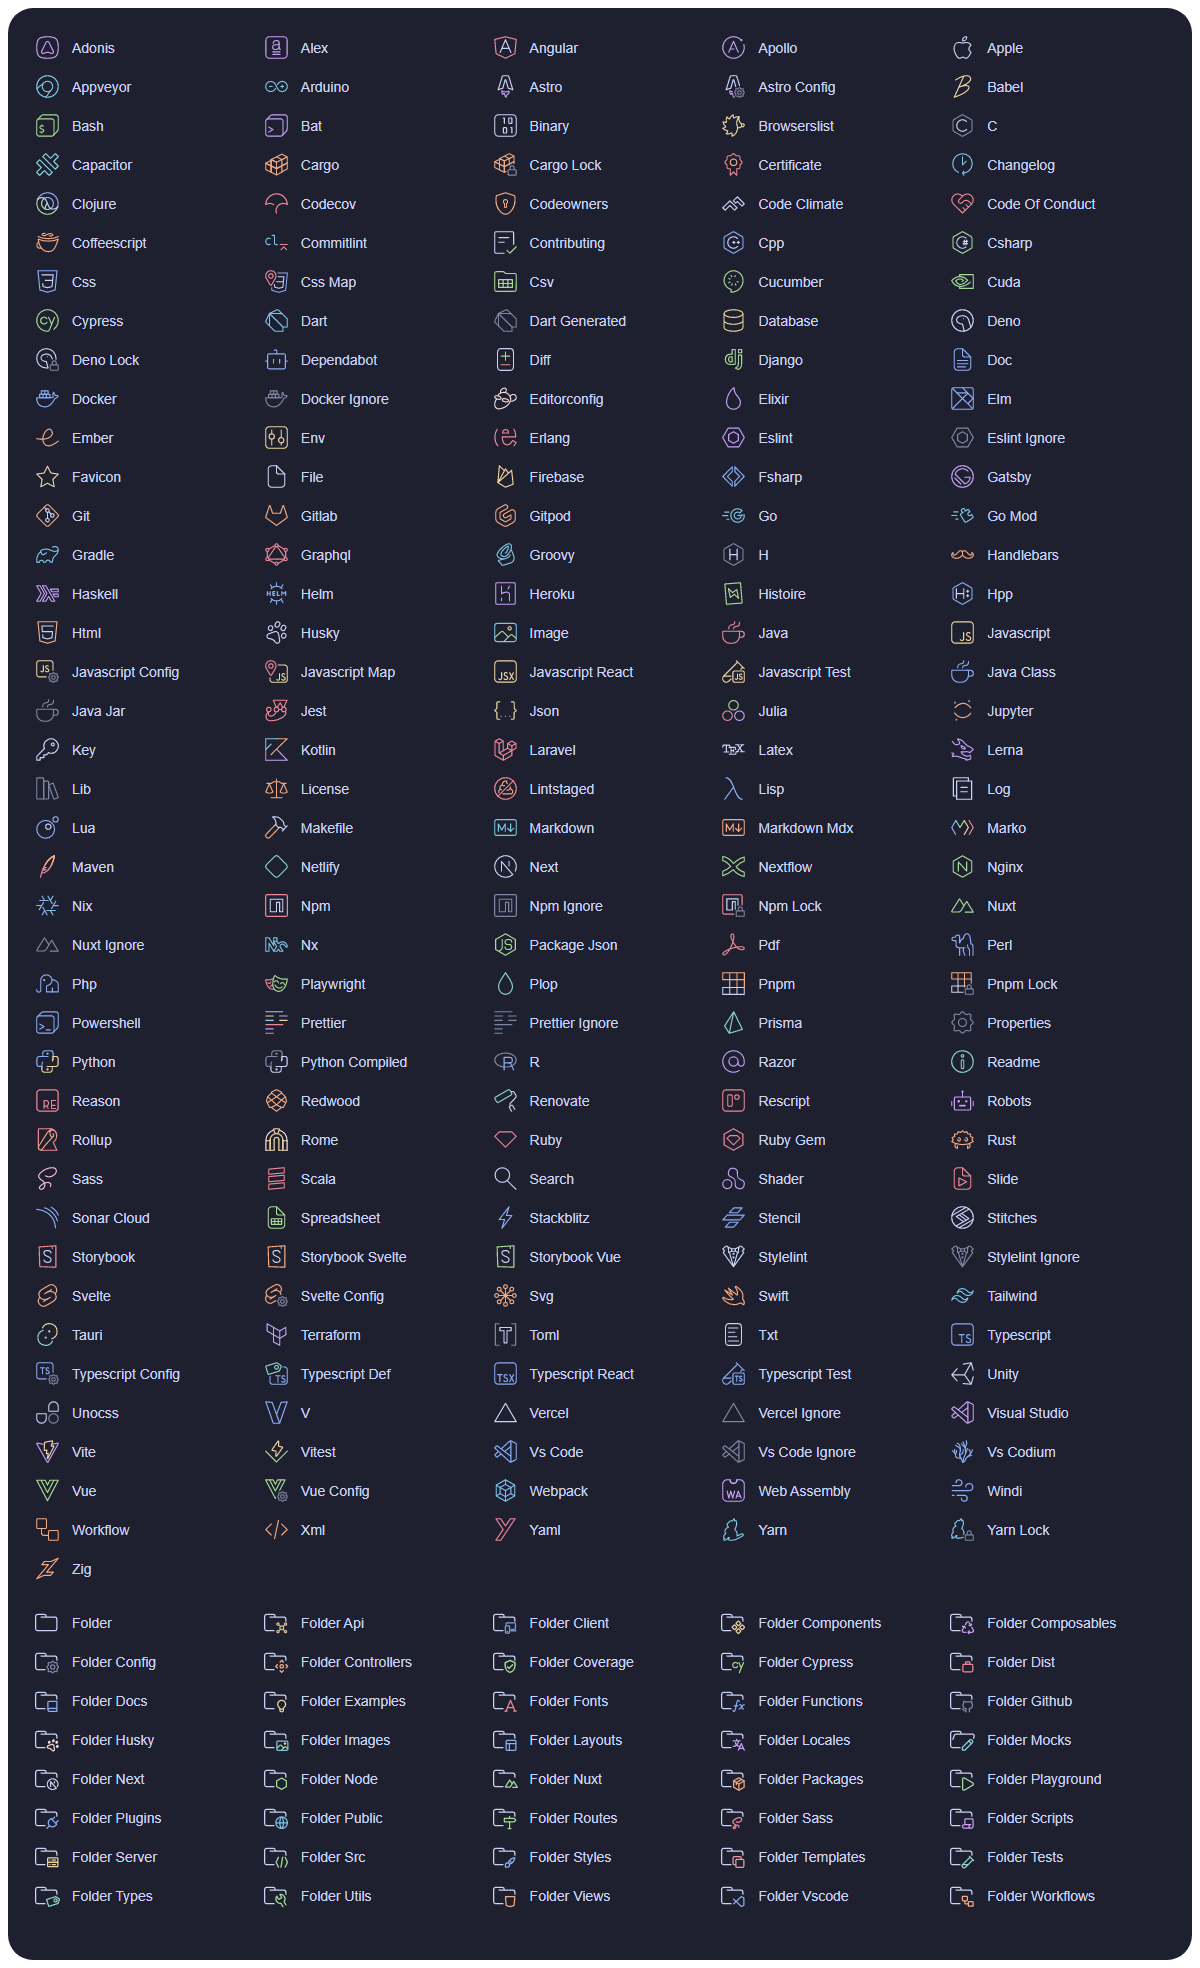 Adonis Alex Angular Apollo Apple
Appveyor Arduino Astro Astro Config Babel
Bash Bat Binary Browserslist C
Capacitor Cargo Cargo Lock Certificate Changelog
Clojure Codecov Codeowners Code Climate Code Of Conduct
Coffeescript Commitlint Contributing Cpp Csharp
Css Css Map Csv Cucumber Cuda
Cypress Dart Dart Generated Database Deno
Deno Lock Dependabot Diff Django Doc
Docker Docker Ignore Editorconfig Elixir Elm
Ember Env Erlang Eslint Eslint Ignore
Favicon File Firebase Fsharp Gatsby
Git Gitlab Gitpod Go Go Mod
Gradle Graphql Groovy H Handlebars
Haskell Helm Heroku Histoire Hpp
Html Husky Image Java Javascript
Javascript Config Javascript Map Javascript React Javascript Test Java Class
Java Jar Jest Json Julia Jupyter
Key Kotlin Laravel Latex Lerna
Lib License Lintstaged Lisp Log
Lua Makefile Markdown Markdown Mdx Marko
Maven Netlify Next Nextflow Nginx
Nix Npm Npm Ignore Npm Lock Nuxt
Nuxt Ignore Nx Package Json Pdf Perl
Php Playwright Plop Pnpm Pnpm Lock
Powershell Prettier Prettier Ignore Prisma Properties
Python Python Compiled R Razor Readme
Reason Redwood Renovate Rescript Robots
Rollup Rome Ruby Ruby Gem Rust
Sass Scala Search Shader Slide
Sonar Cloud Spreadsheet Stackblitz Stencil Stitches
Storybook Storybook Svelte Storybook Vue Stylelint Stylelint Ignore
Svelte Svelte Config Svg Swift Tailwind
Tauri Terraform Toml Txt Typescript
Typescript Config Typescript Def Typescript React Typescript Test Unity
Unocss V Vercel Vercel Ignore Visual Studio
Vite Vitest Vs Code Vs Code Ignore Vs Codium
Vue Vue Config Webpack Web Assembly Windi
Workflow Xml Yaml Yarn Yarn Lock
Zig
Folder Folder Api Folder Client Folder Components Folder Composables
Folder Config Folder Controllers Folder Coverage Folder Cypress Folder Dist
Folder Docs Folder Examples Folder Fonts Folder Functions Folder Github
Folder Husky Folder Images Folder Layouts Folder Locales Folder Mocks
Folder Next Folder Node Folder Nuxt Folder Packages Folder Playground
Folder Plugins Folder Public Folder Routes Folder Sass Folder Scripts
Folder Server Folder Src Folder Styles Folder Templates Folder Tests
Folder Types Folder Utils Folder Views Folder Vscode Folder Workflows